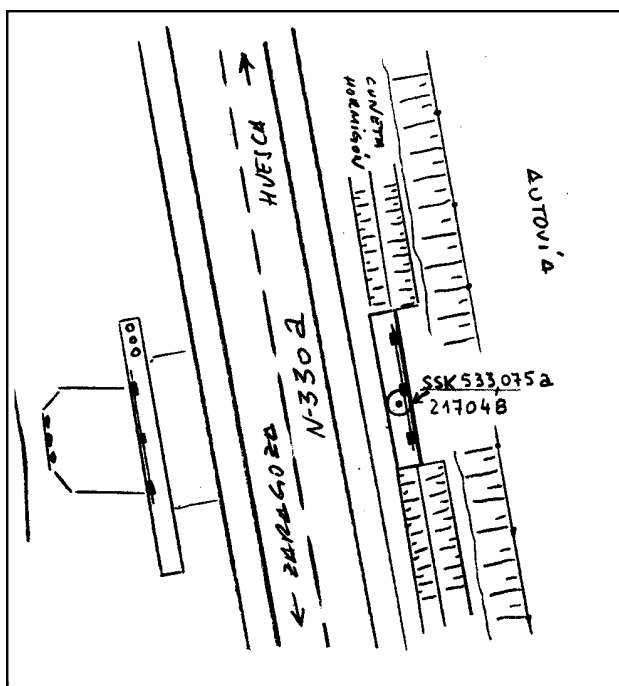 HUESCA →
CUNETA
HORMIGÓN
AUTOVÍA
N-330a
SSK533,075a
217048
← ZARAGOZA